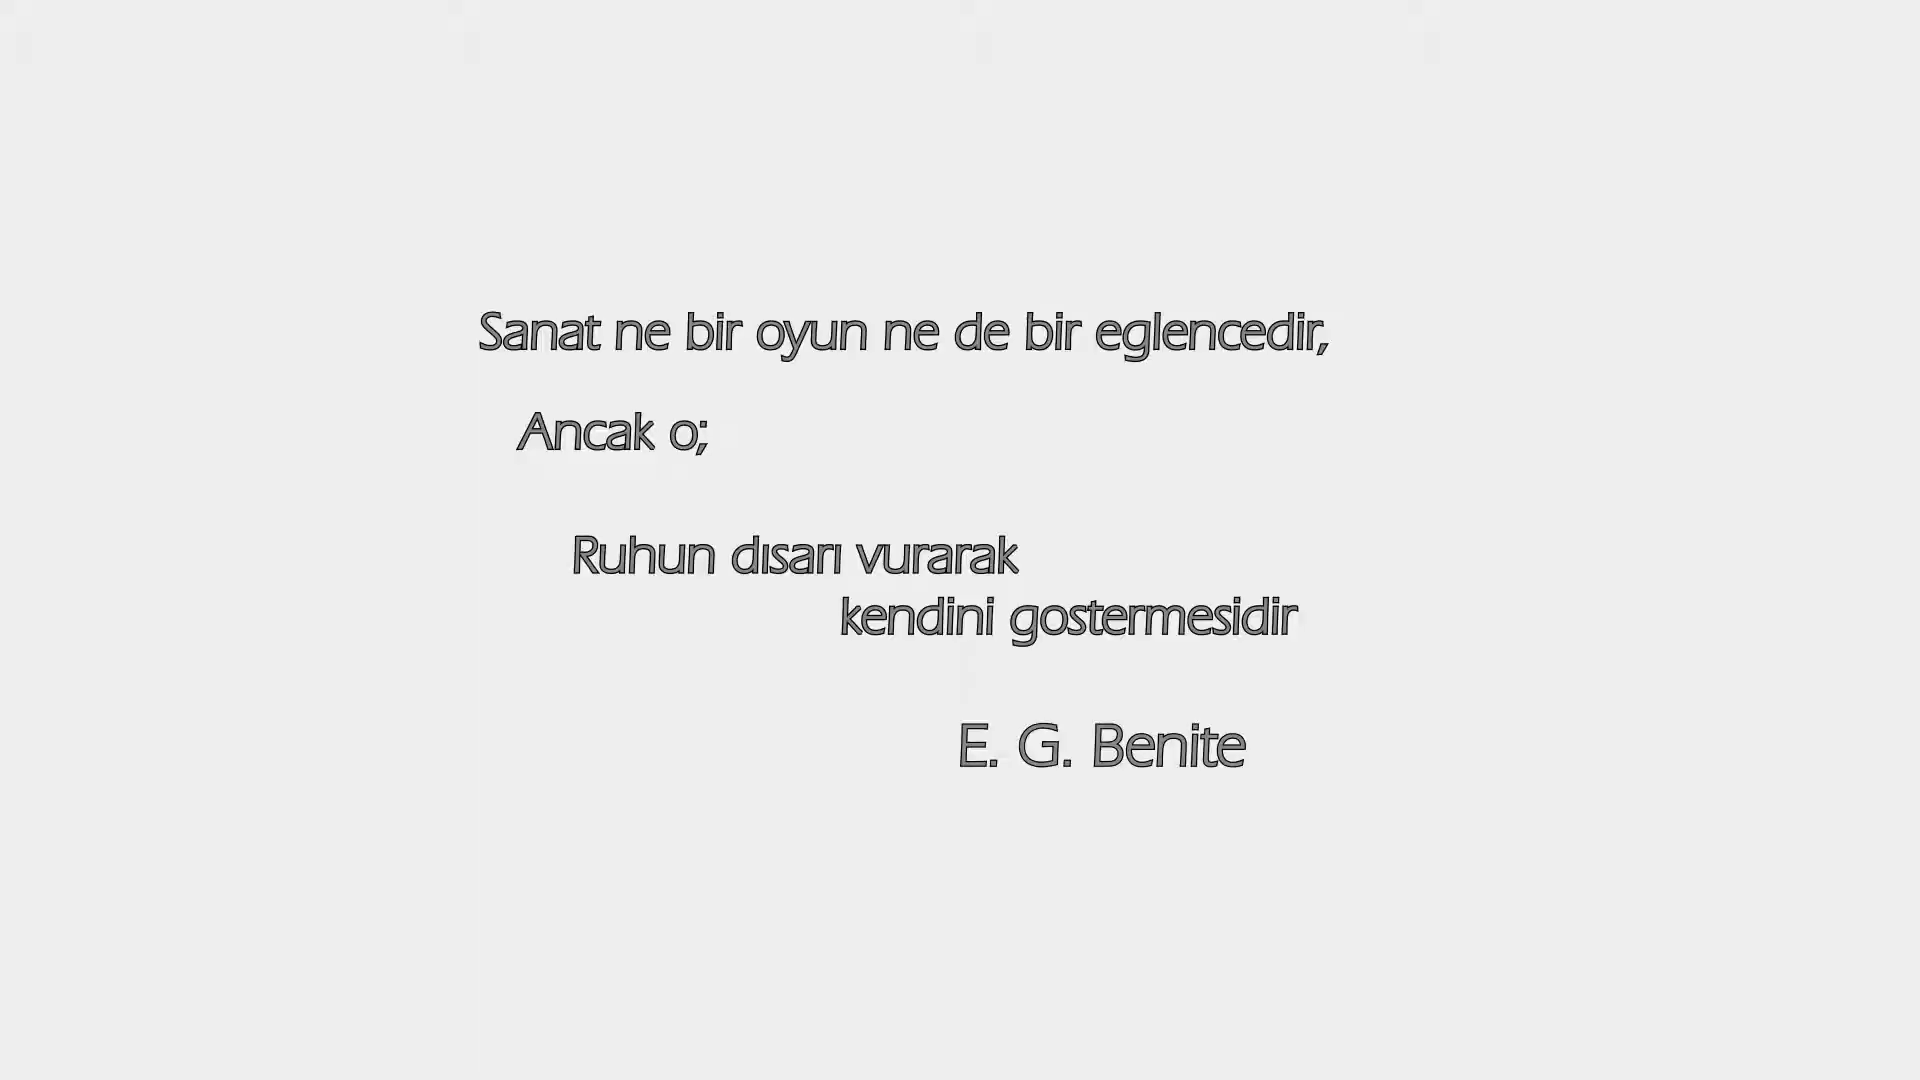 Sanat ne bir oyun ne de bir eglencedir,
Ancak o;
Ruhun dısarı vurarak
kendini gostermesidir
E. G. Benite